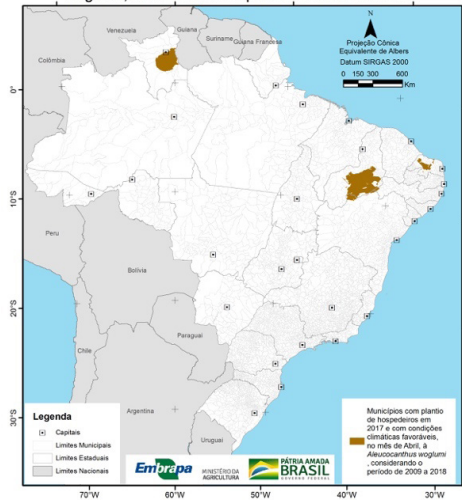 N
Projeção Cônica
Equivalente de Albers
Datum SIRGAS 2000
0 150 300 600
Km
Venezuela
Guiana
Suriname
Guiana Francesa
Colômbia
0°
10°S
Peru
Bolívia
20°S
Paraguai
Chile
Argentina
30°S
Uruguai
Legenda
Capitais
Limites Municipais
Limites Estaduais
Limites Nacionais
Embrapa
MINISTÉRIO DA
AGRICULTURA
PÁTRIA AMADA
BRASIL
GOVERNO FEDERAL
Municípios com plantio
de hospedeiros em
2017 e com condições
climáticas favoráveis,
no mês de Abril, à
Aleucocanthus woglumi
, considerando o
período de 2009 a 2018
70°W
60°W
50°W
40°W
30°W